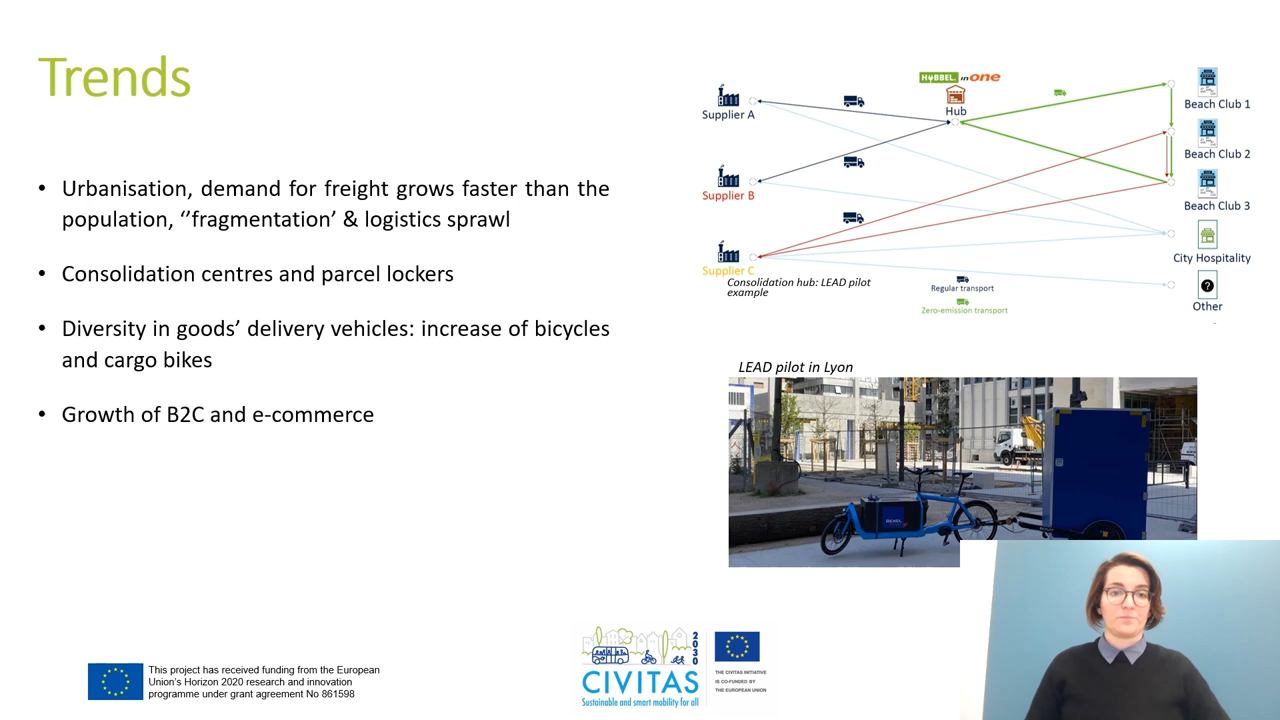 Trends
• Urbanisation, demand for freight grows faster than the
population, ‘’fragmentation’ & logistics sprawl
• Consolidation centres and parcel lockers
• Diversity in goods’ delivery vehicles: increase of bicycles
and cargo bikes
• Growth of B2C and e-commerce
HUBBEL inone
Hub
Supplier A
Supplier B
Supplier C
Beach Club 1
Beach Club 2
Beach Club 3
City Hospitality
?
Other
Consolidation hub: LEAD pilot
example
Regular transport
Zero-emission transport
LEAD pilot in Lyon
REXEL
This project has received funding from the European
Union’s Horizon 2020 research and innovation
programme under grant agreement No 861598
2030
CIVITAS
Sustainable and smart mobility for all
THE CIVITAS INITIATIVE
IS CO-FUNDED BY
THE EUROPEAN UNION